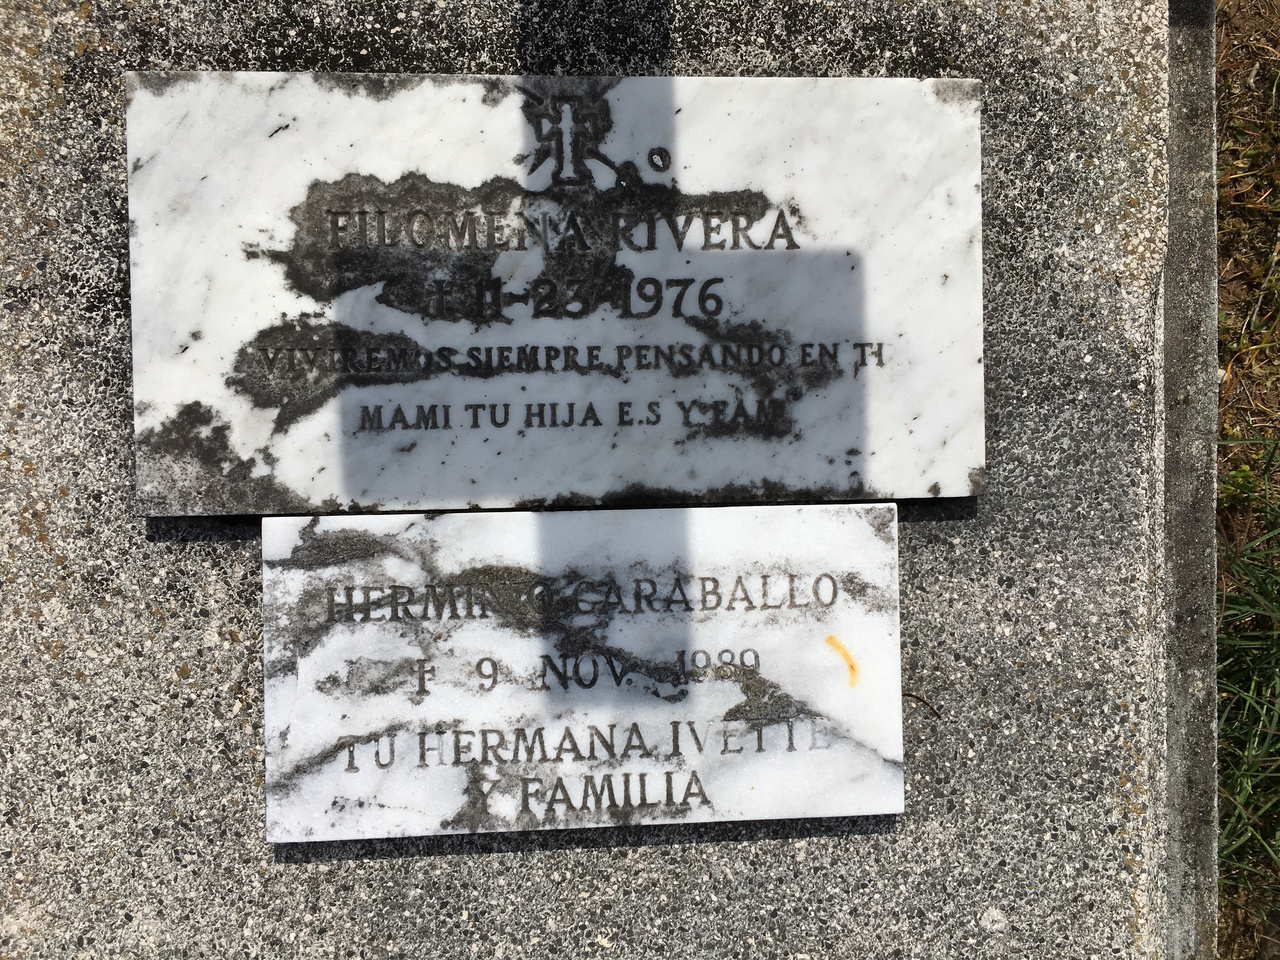 FILOMENA RIVERA
† 11-23-1976
VIVIREMOS SIEMPRE PENSANDO EN TI
MAMI TU HIJA E.S Y FAM
HERMINIO CARABALLO
† 9 NOV. 1989
TU HERMANA IVETTE
Y FAMILIA